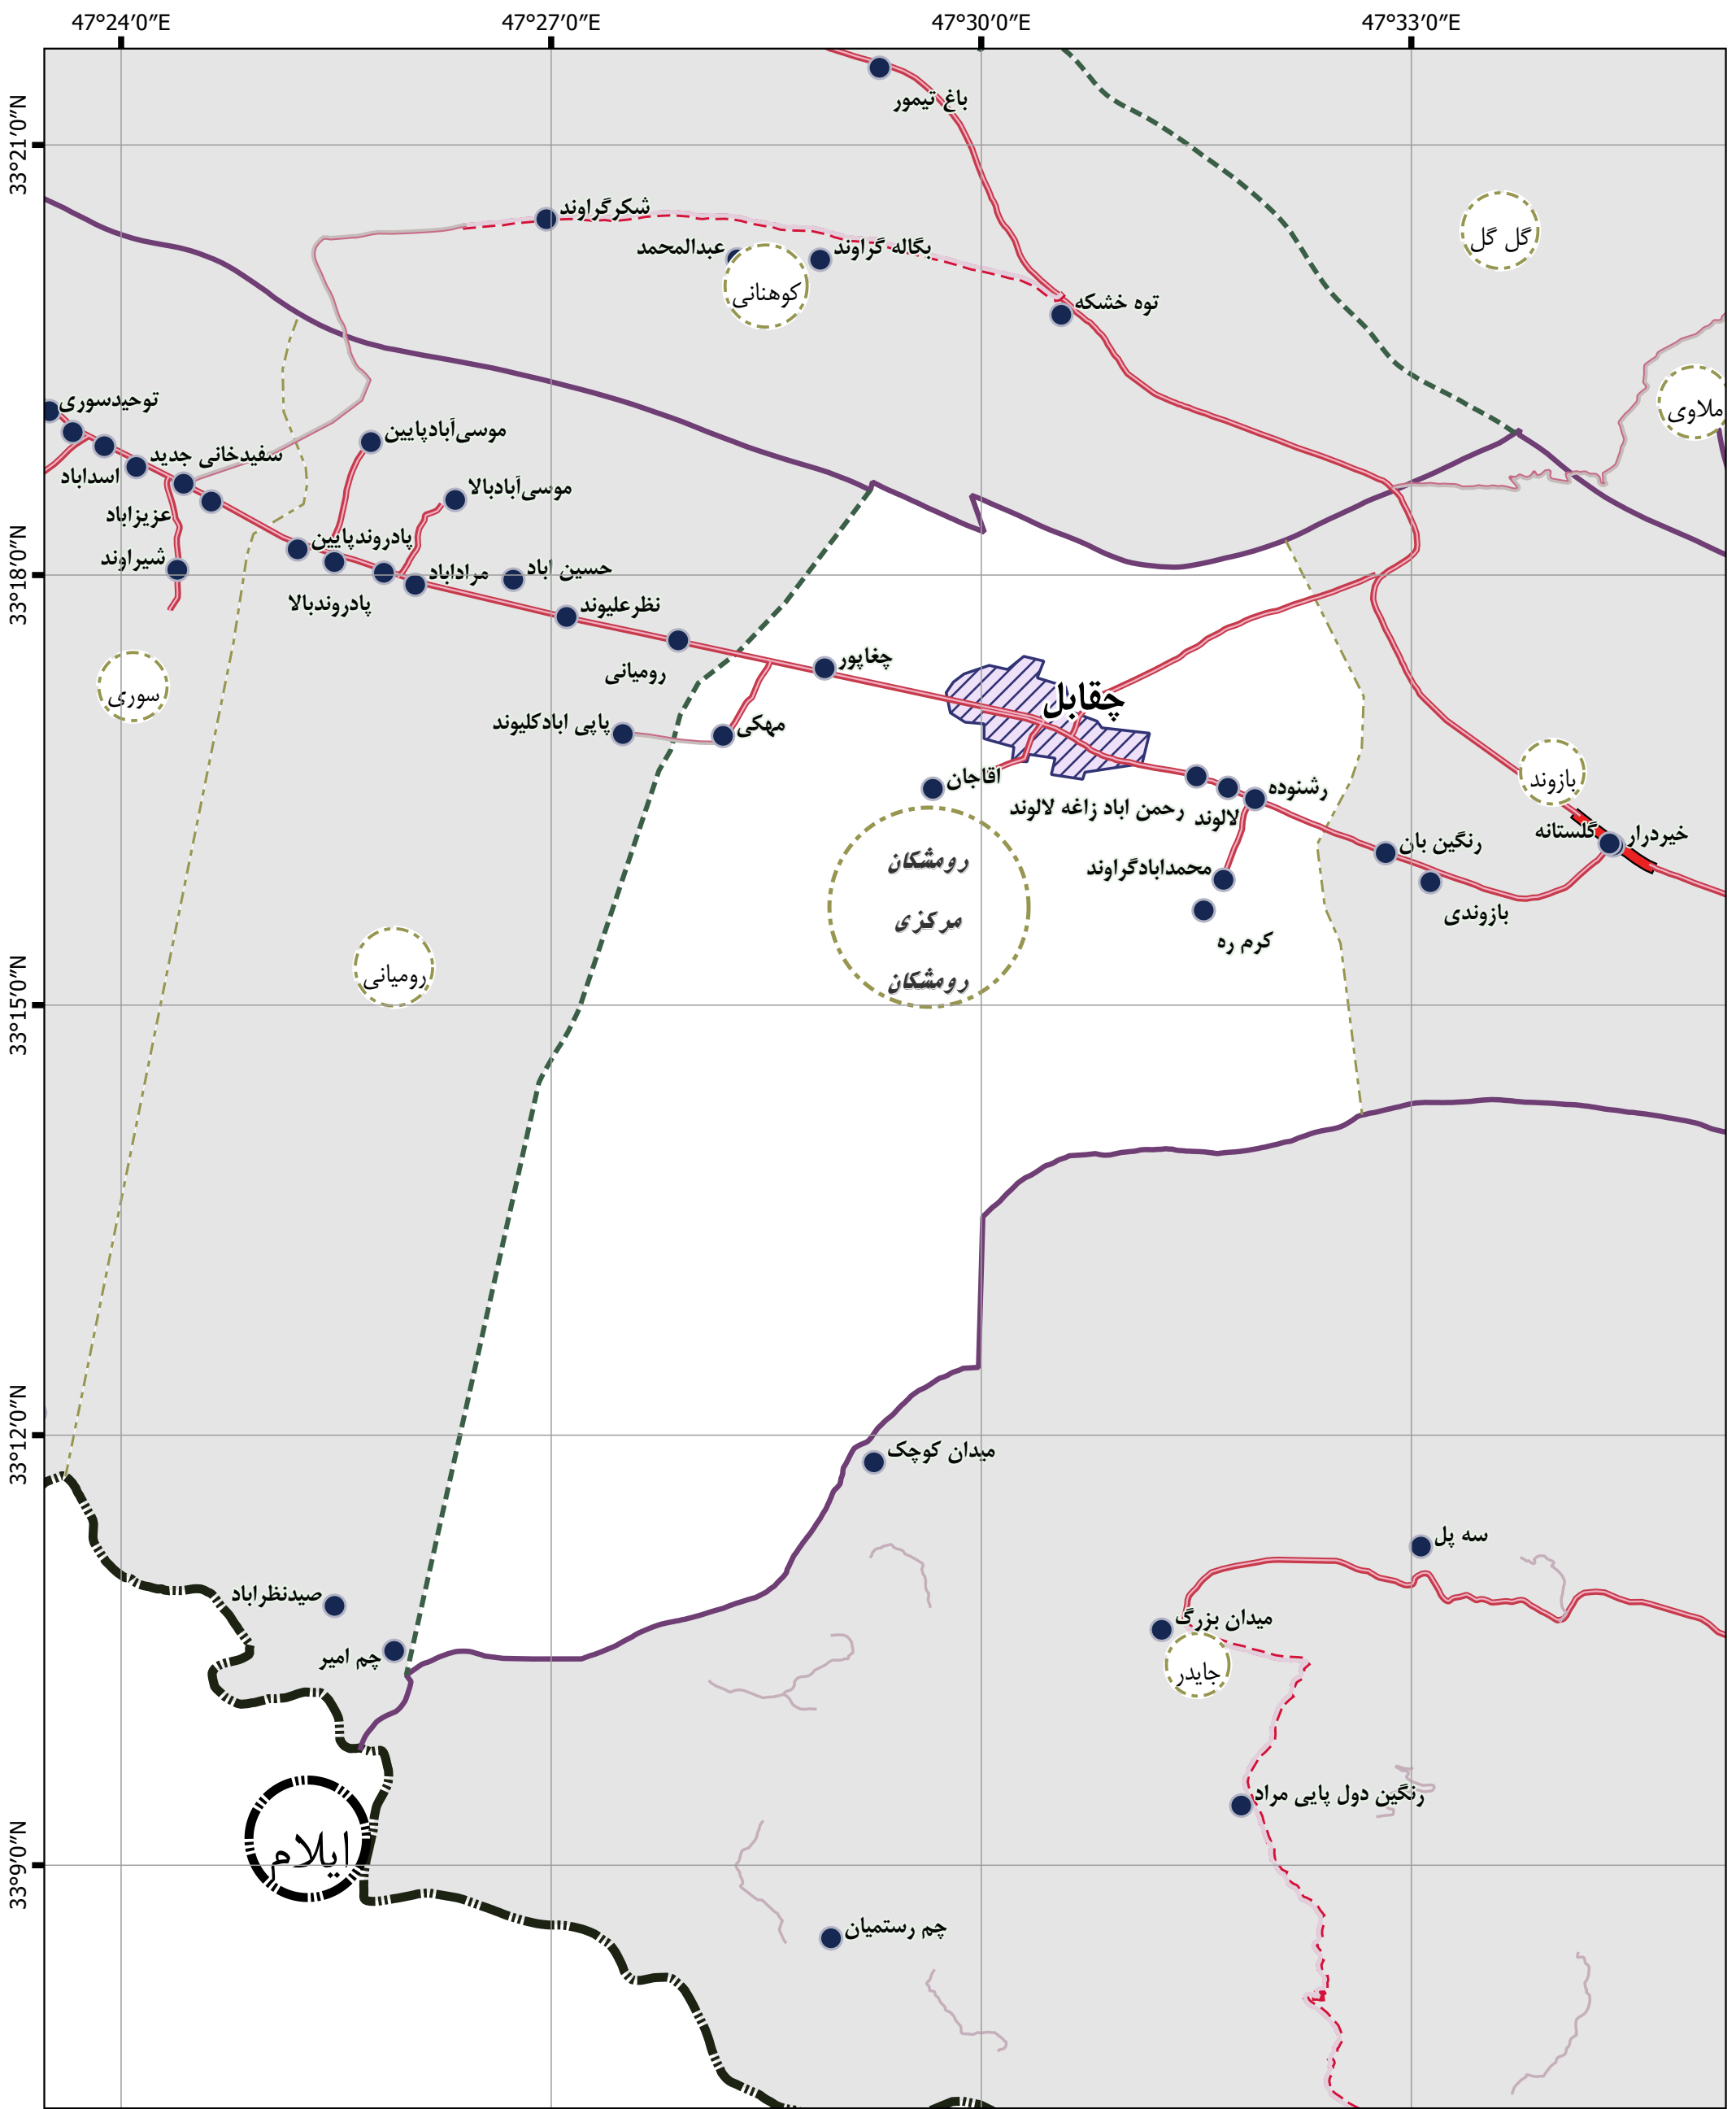 47°24′0″E
47°27′0″E
47°30′0″E
47°33′0″E
33°21′0″N
33°18′0″N
33°15′0″N
33°12′0″N
33°9′0″N
باغ تیمور
شکرگراوند
عبدالمحمد
بگاله گراوند
کوهنانی
گل گل
توه خشکه
ملاوی
توحیدسوری
موسی‌آبادپایین
سفیدخانی جدید
اسداباد
موسی‌آبادبالا
عزیزاباد
پادروندپایین
شیراوند
حسین اباد
مراداباد
پادروندبالا
نظرعلیوند
چغاپور
رومیانی
سوری
چقابل
پاپی ابادکلیوند
مهکی
اقاجان
بازوند
رشنوده
رحمن اباد زاغه لالوند
لالوند
خیردرار
گلستانه
رنگین بان
رومشکان
مرکزی
رومشکان
محمدابادگراوند
بازوندی
کرم ره
رومیانی
میدان کوچک
سه پل
صیدنظراباد
میدان بزرگ
چم امیر
جایدر
رنگین دول پایی مراد
ایلام
چم رستمیان